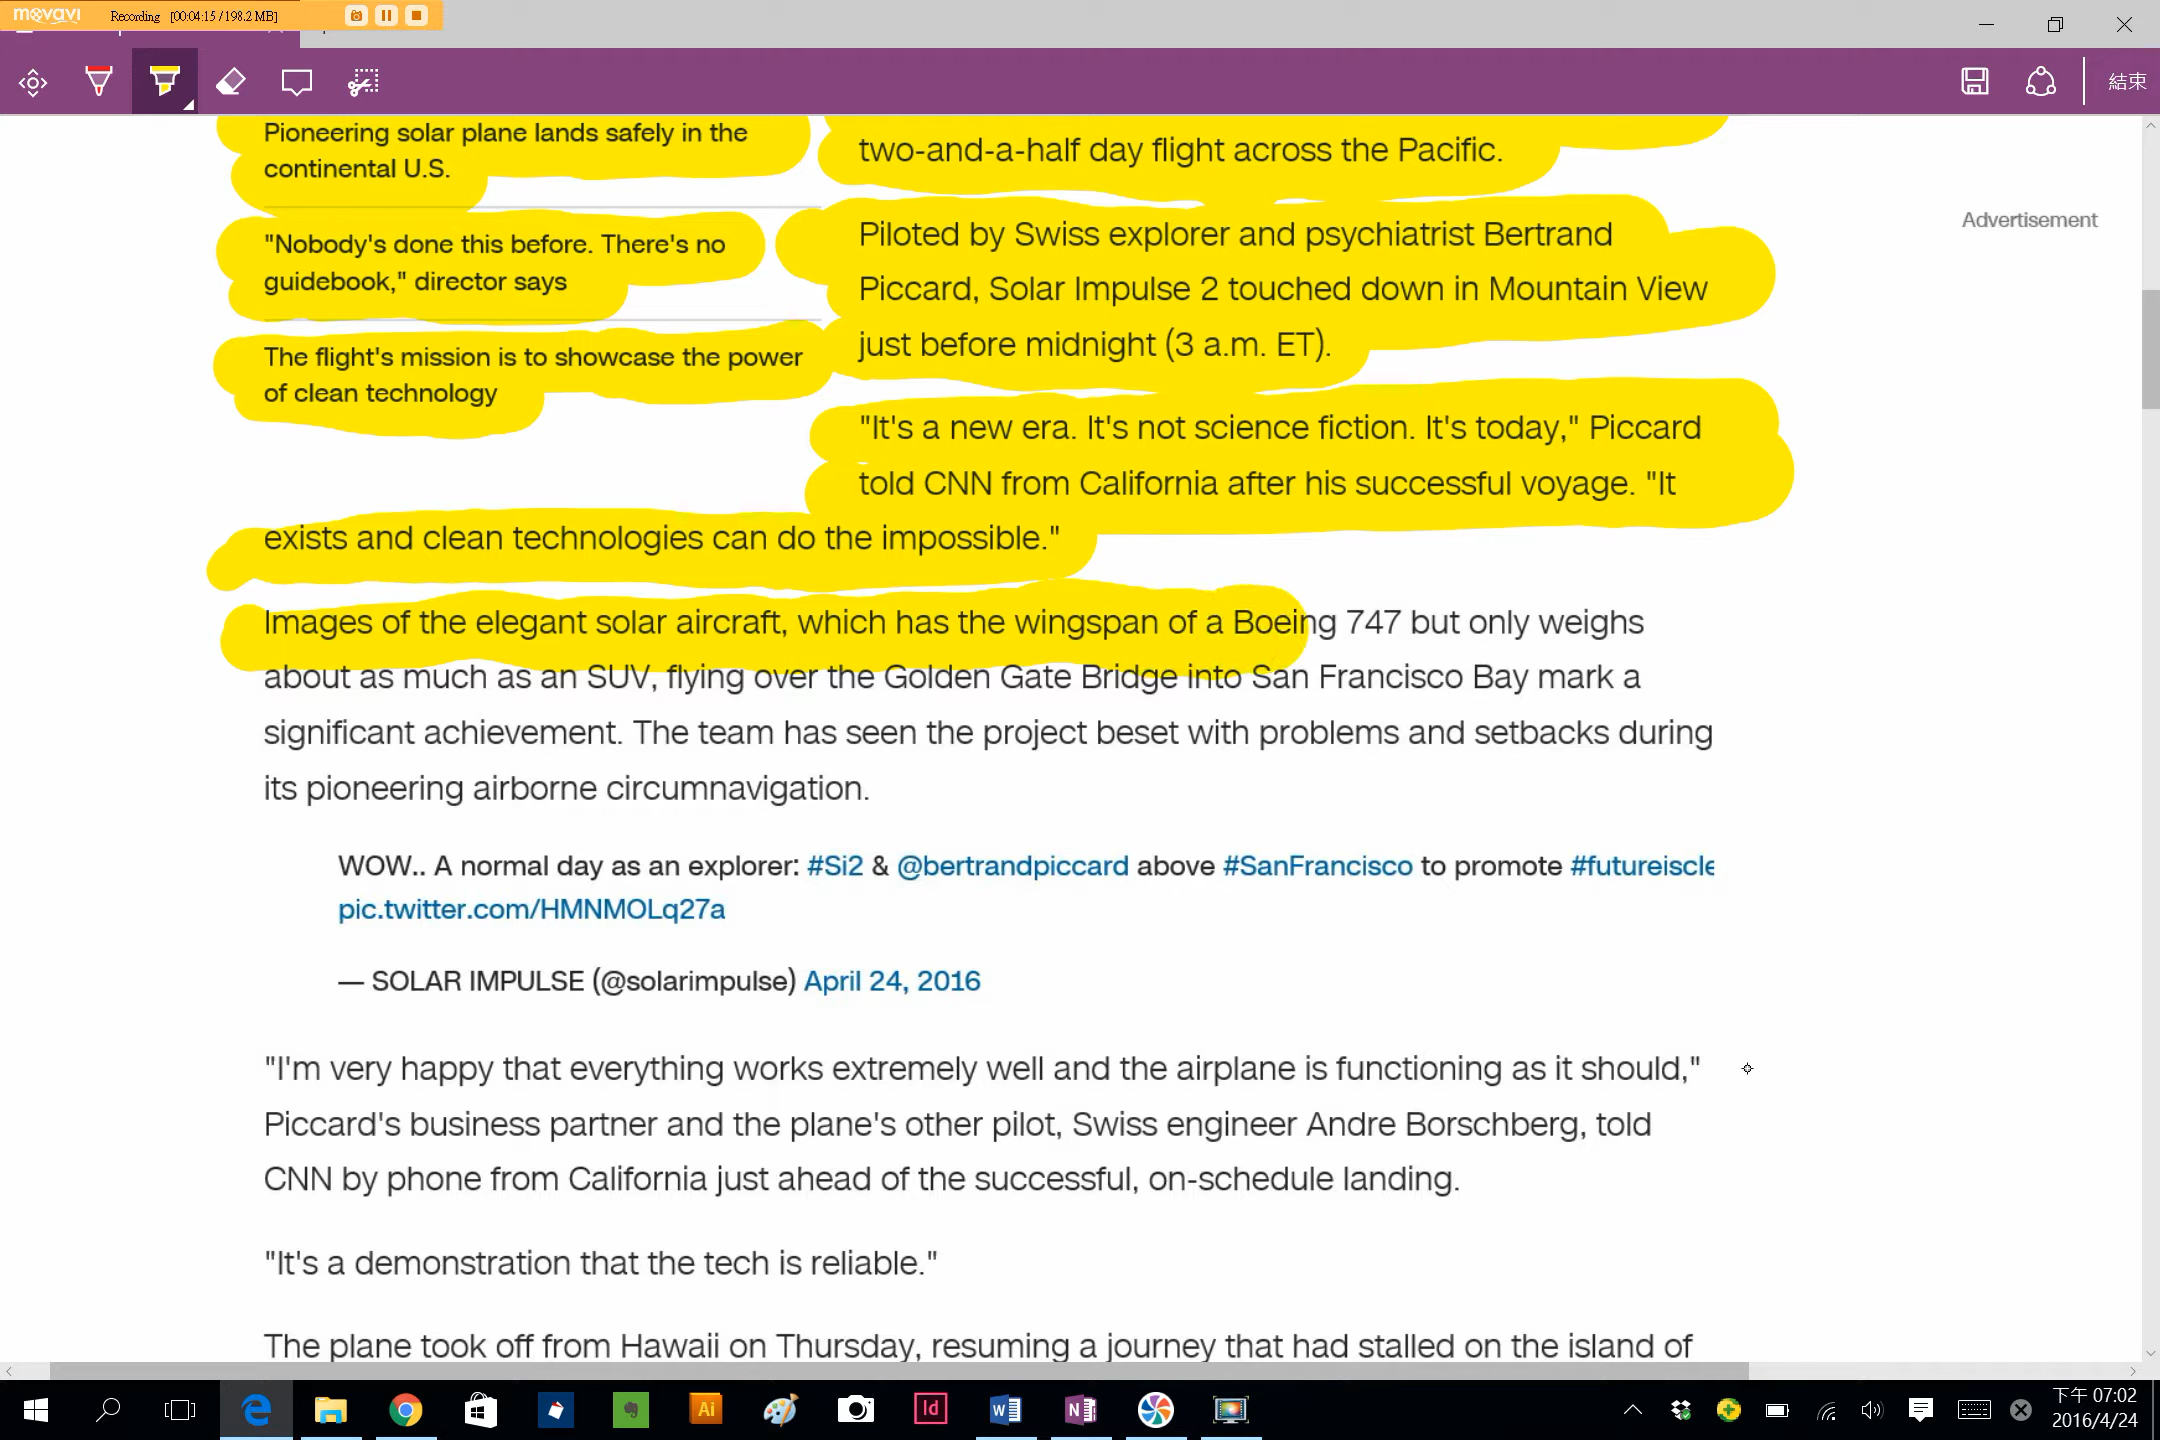 movavi
Recording [00:04:15 / 198.2 MB]
結束
Pioneering solar plane lands safely in the
continental U.S.
"Nobody's done this before. There's no
guidebook," director says
The flight's mission is to showcase the power
of clean technology
two-and-a-half day flight across the Pacific.
Piloted by Swiss explorer and psychiatrist Bertrand
Piccard, Solar Impulse 2 touched down in Mountain View
just before midnight (3 a.m. ET).
"It's a new era. It's not science fiction. It's today," Piccard
told CNN from California after his successful voyage. "It
exists and clean technologies can do the impossible."
Advertisement
Images of the elegant solar aircraft, which has the wingspan of a Boeing 747 but only weighs
about as much as an SUV, flying over the Golden Gate Bridge into San Francisco Bay mark a
significant achievement. The team has seen the project beset with problems and setbacks during
its pioneering airborne circumnavigation.
WOW.. A normal day as an explorer: #Si2 & @bertrandpiccard above #SanFrancisco to promote #futureiscle
pic.twitter.com/HMNMOLq27a
— SOLAR IMPULSE (@solarimpulse) April 24, 2016
"I'm very happy that everything works extremely well and the airplane is functioning as it should,"
Piccard's business partner and the plane's other pilot, Swiss engineer Andre Borschberg, told
CNN by phone from California just ahead of the successful, on-schedule landing.
"It's a demonstration that the tech is reliable."
The plane took off from Hawaii on Thursday, resuming a journey that had stalled on the island of
Ai
Id
W
N
下午 07:02
2016/4/24